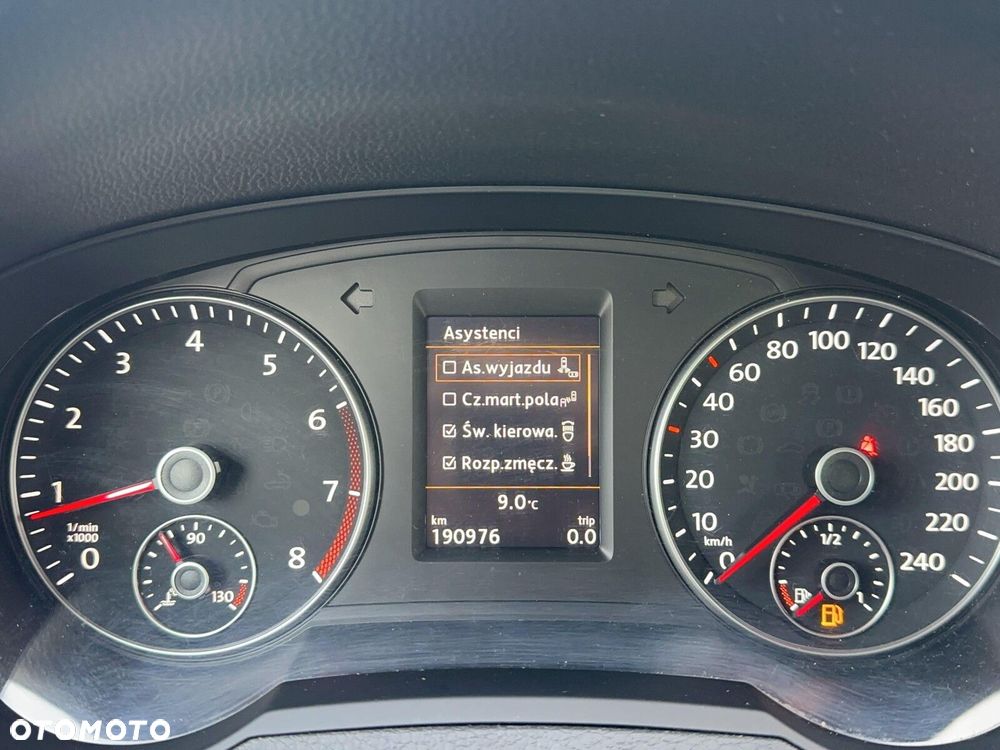 Asystenci
As.wyjazdu
Cz.mart.pola
Św. kierowa.
Rozp.zmęcz.
9.0°C
km trip
190976 0.0
0 1 2 3 4 5 6 7 8
1/min
x1000
90
130
0 10 20 30 40 60 80 100 120 140 160 180 200 220 240
km/h
1/2
1
OTOMOTO